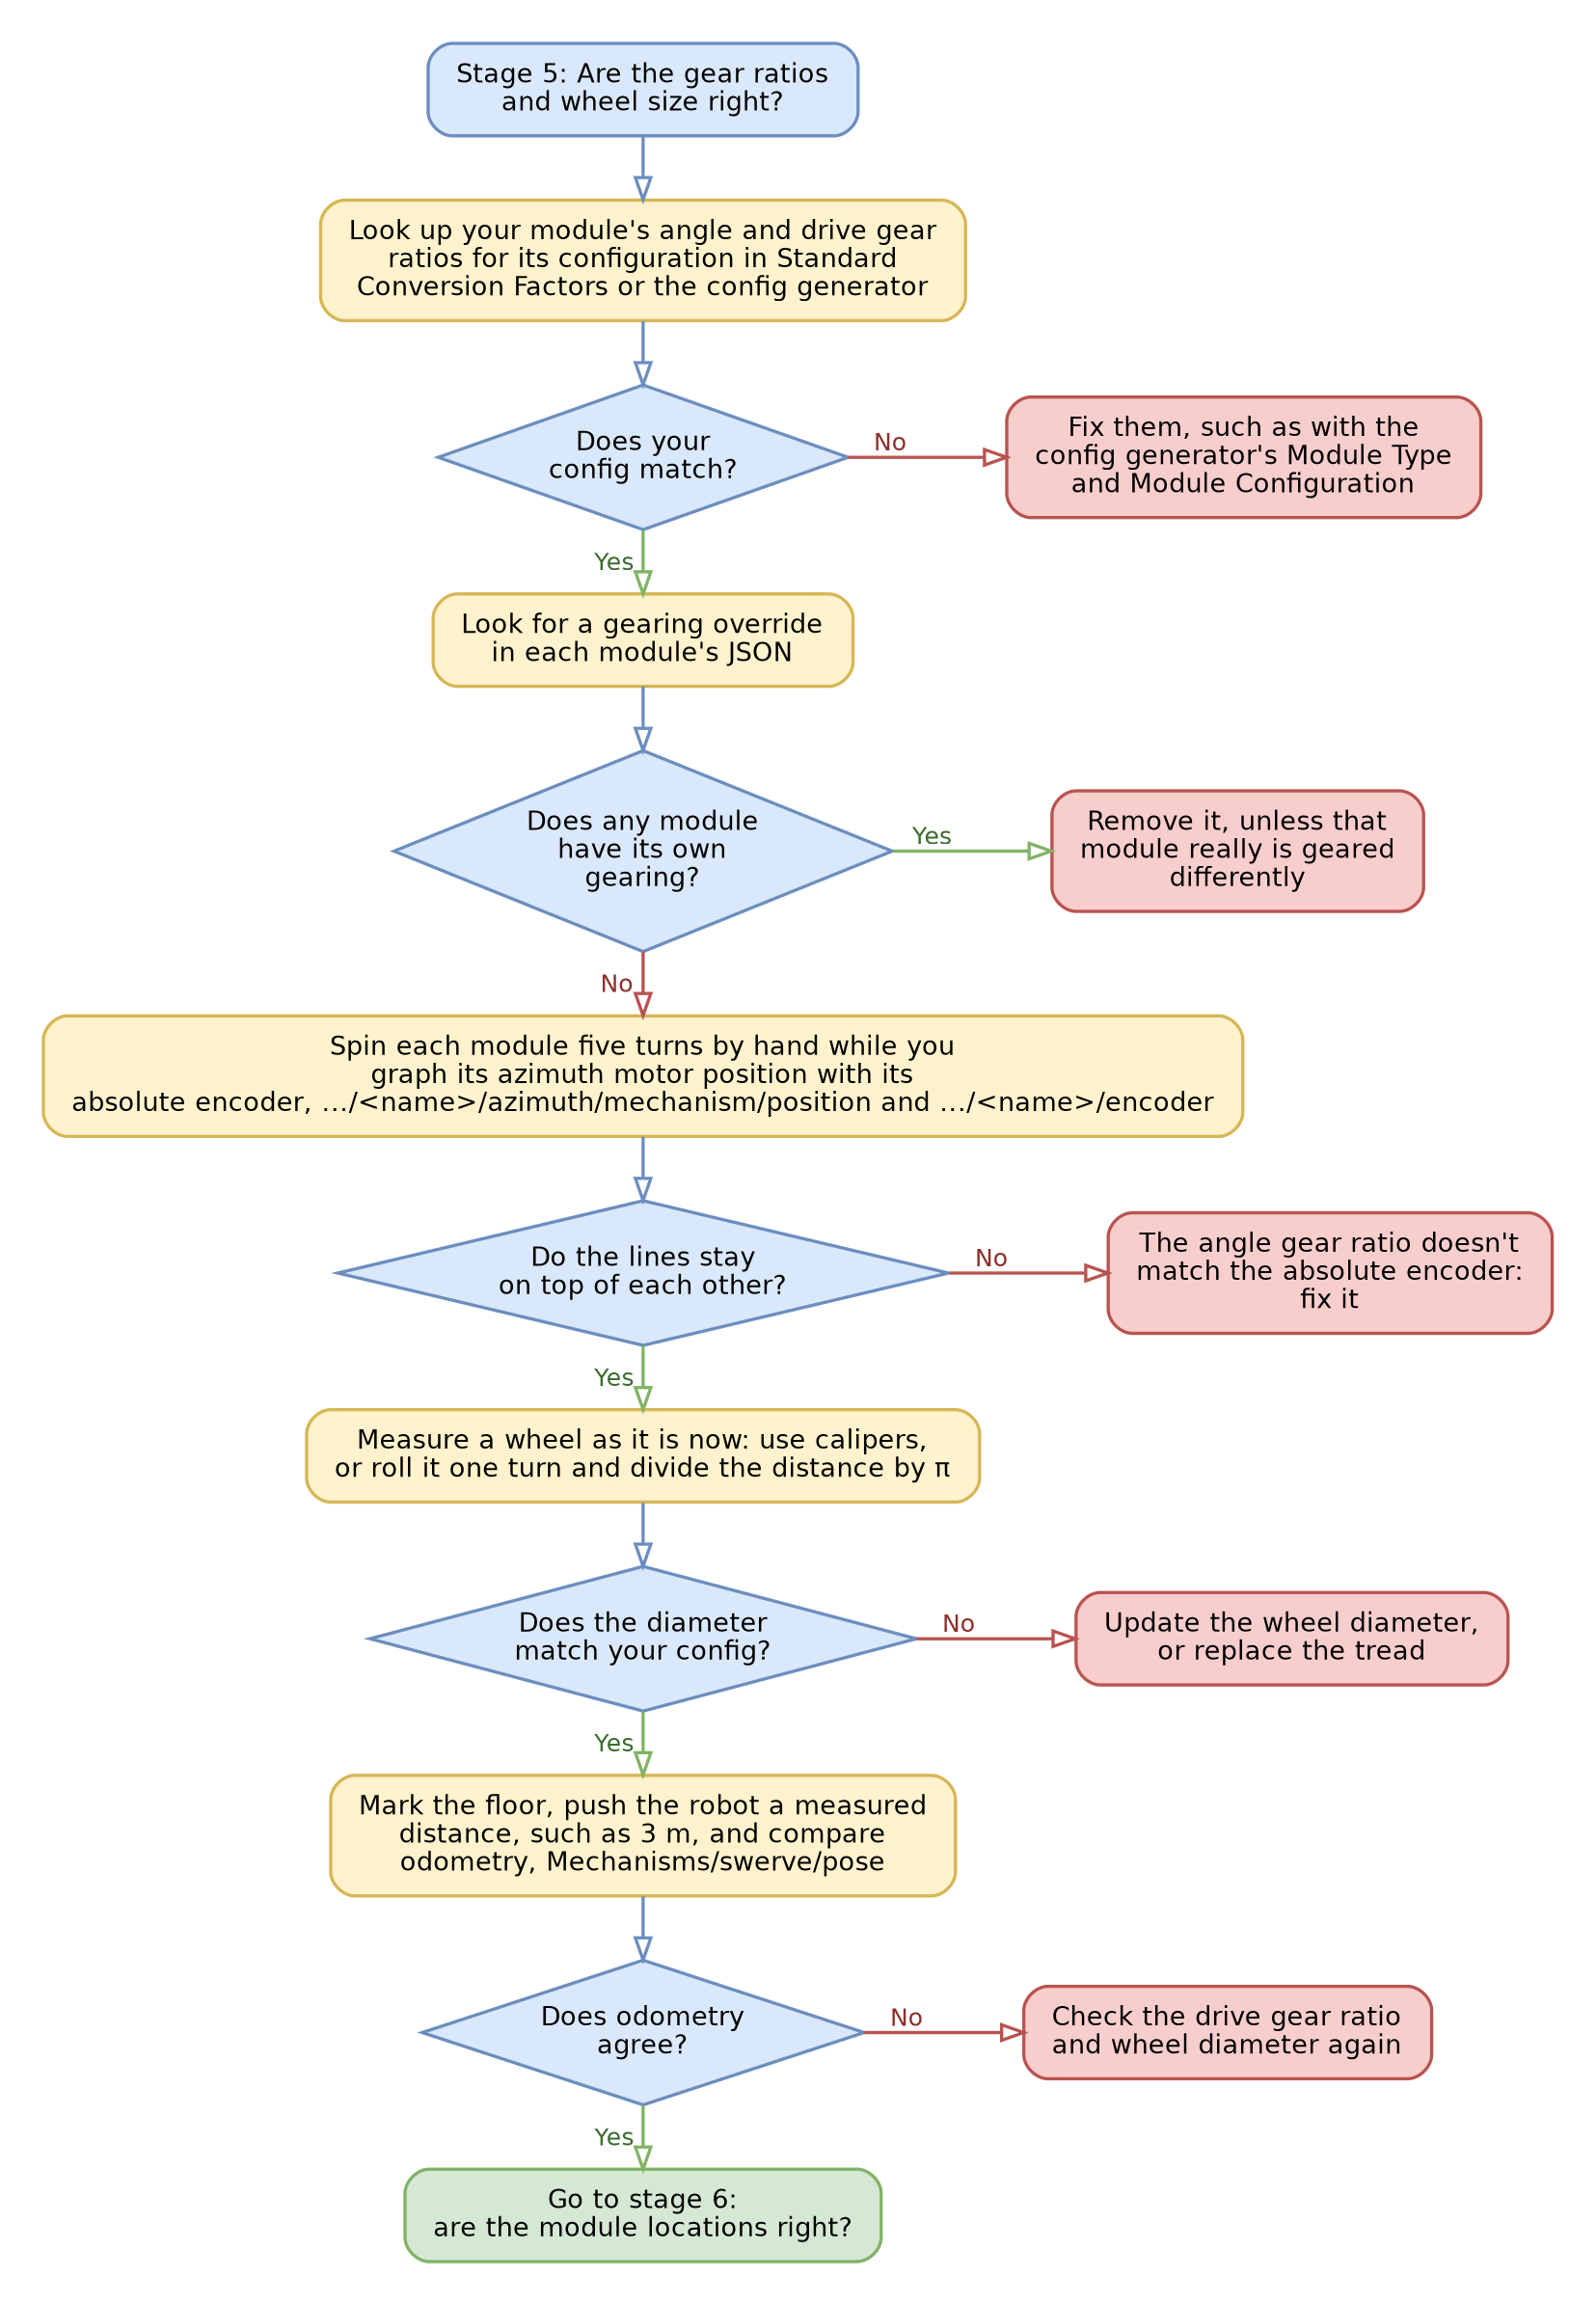 Stage 5: Are the gear ratios
and wheel size right?
Look up your module's angle and drive gear
ratios for its configuration in Standard
Conversion Factors or the config generator
Does your
config match?
No
Fix them, such as with the
config generator's Module Type
and Module Configuration
Yes
Look for a gearing override
in each module's JSON
Does any module
have its own
gearing?
Yes
Remove it, unless that
module really is geared
differently
No
Spin each module five turns by hand while you
graph its azimuth motor position with its
absolute encoder, …/<name>/azimuth/mechanism/position and …/<name>/encoder
Do the lines stay
on top of each other?
No
The angle gear ratio doesn't
match the absolute encoder:
fix it
Yes
Measure a wheel as it is now: use calipers,
or roll it one turn and divide the distance by π
Does the diameter
match your config?
No
Update the wheel diameter,
or replace the tread
Yes
Mark the floor, push the robot a measured
distance, such as 3 m, and compare
odometry, Mechanisms/swerve/pose
Does odometry
agree?
No
Check the drive gear ratio
and wheel diameter again
Yes
Go to stage 6:
are the module locations right?